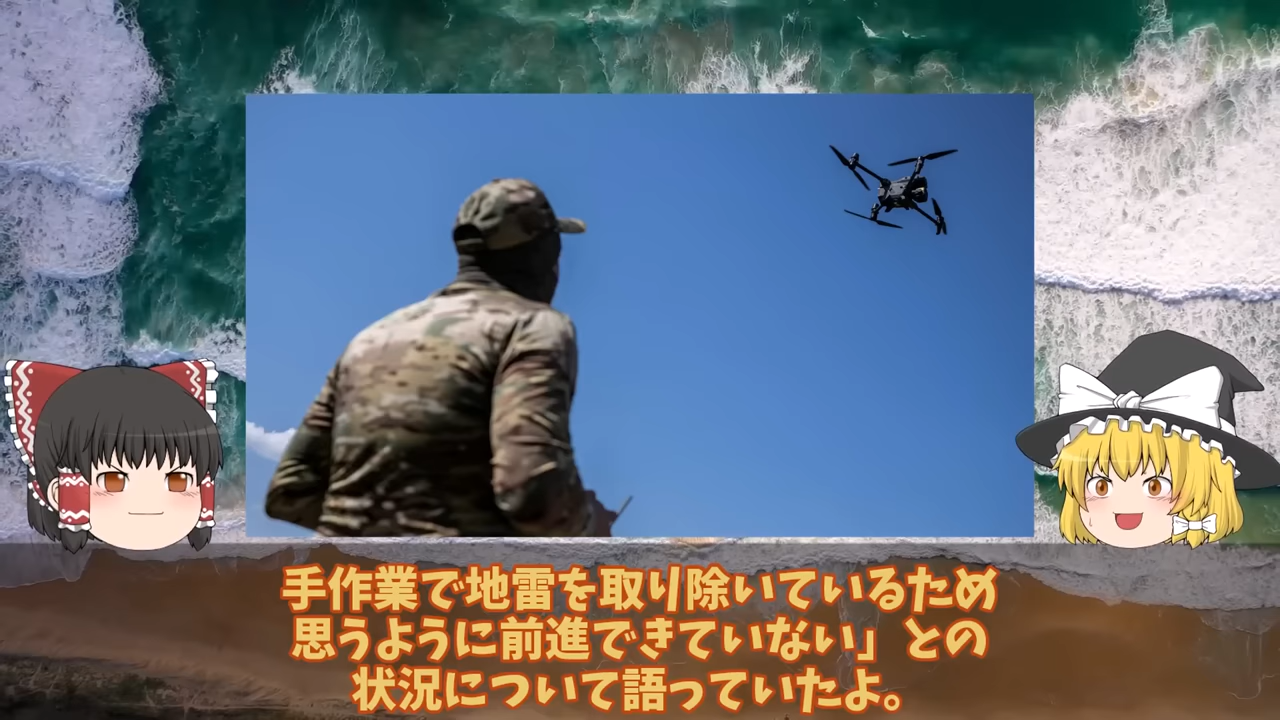 手作業で地雷を取り除いているため
思うように前進できていない」との
状況について語っていたよ。